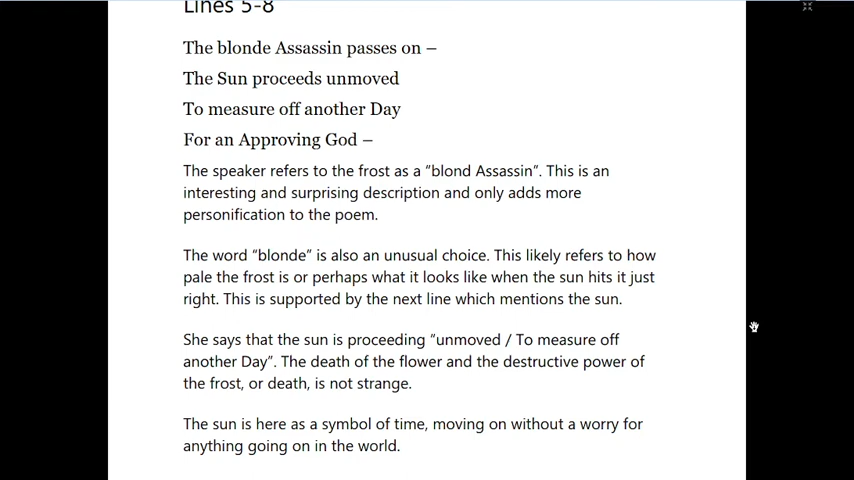 Lines 5-8
The blonde Assassin passes on –
The Sun proceeds unmoved
To measure off another Day
For an Approving God –
The speaker refers to the frost as a “blond Assassin”. This is an
interesting and surprising description and only adds more
personification to the poem.
The word “blonde” is also an unusual choice. This likely refers to how
pale the frost is or perhaps what it looks like when the sun hits it just
right. This is supported by the next line which mentions the sun.
She says that the sun is proceeding “unmoved / To measure off
another Day”. The death of the flower and the destructive power of
the frost, or death, is not strange.
The sun is here as a symbol of time, moving on without a worry for
anything going on in the world.